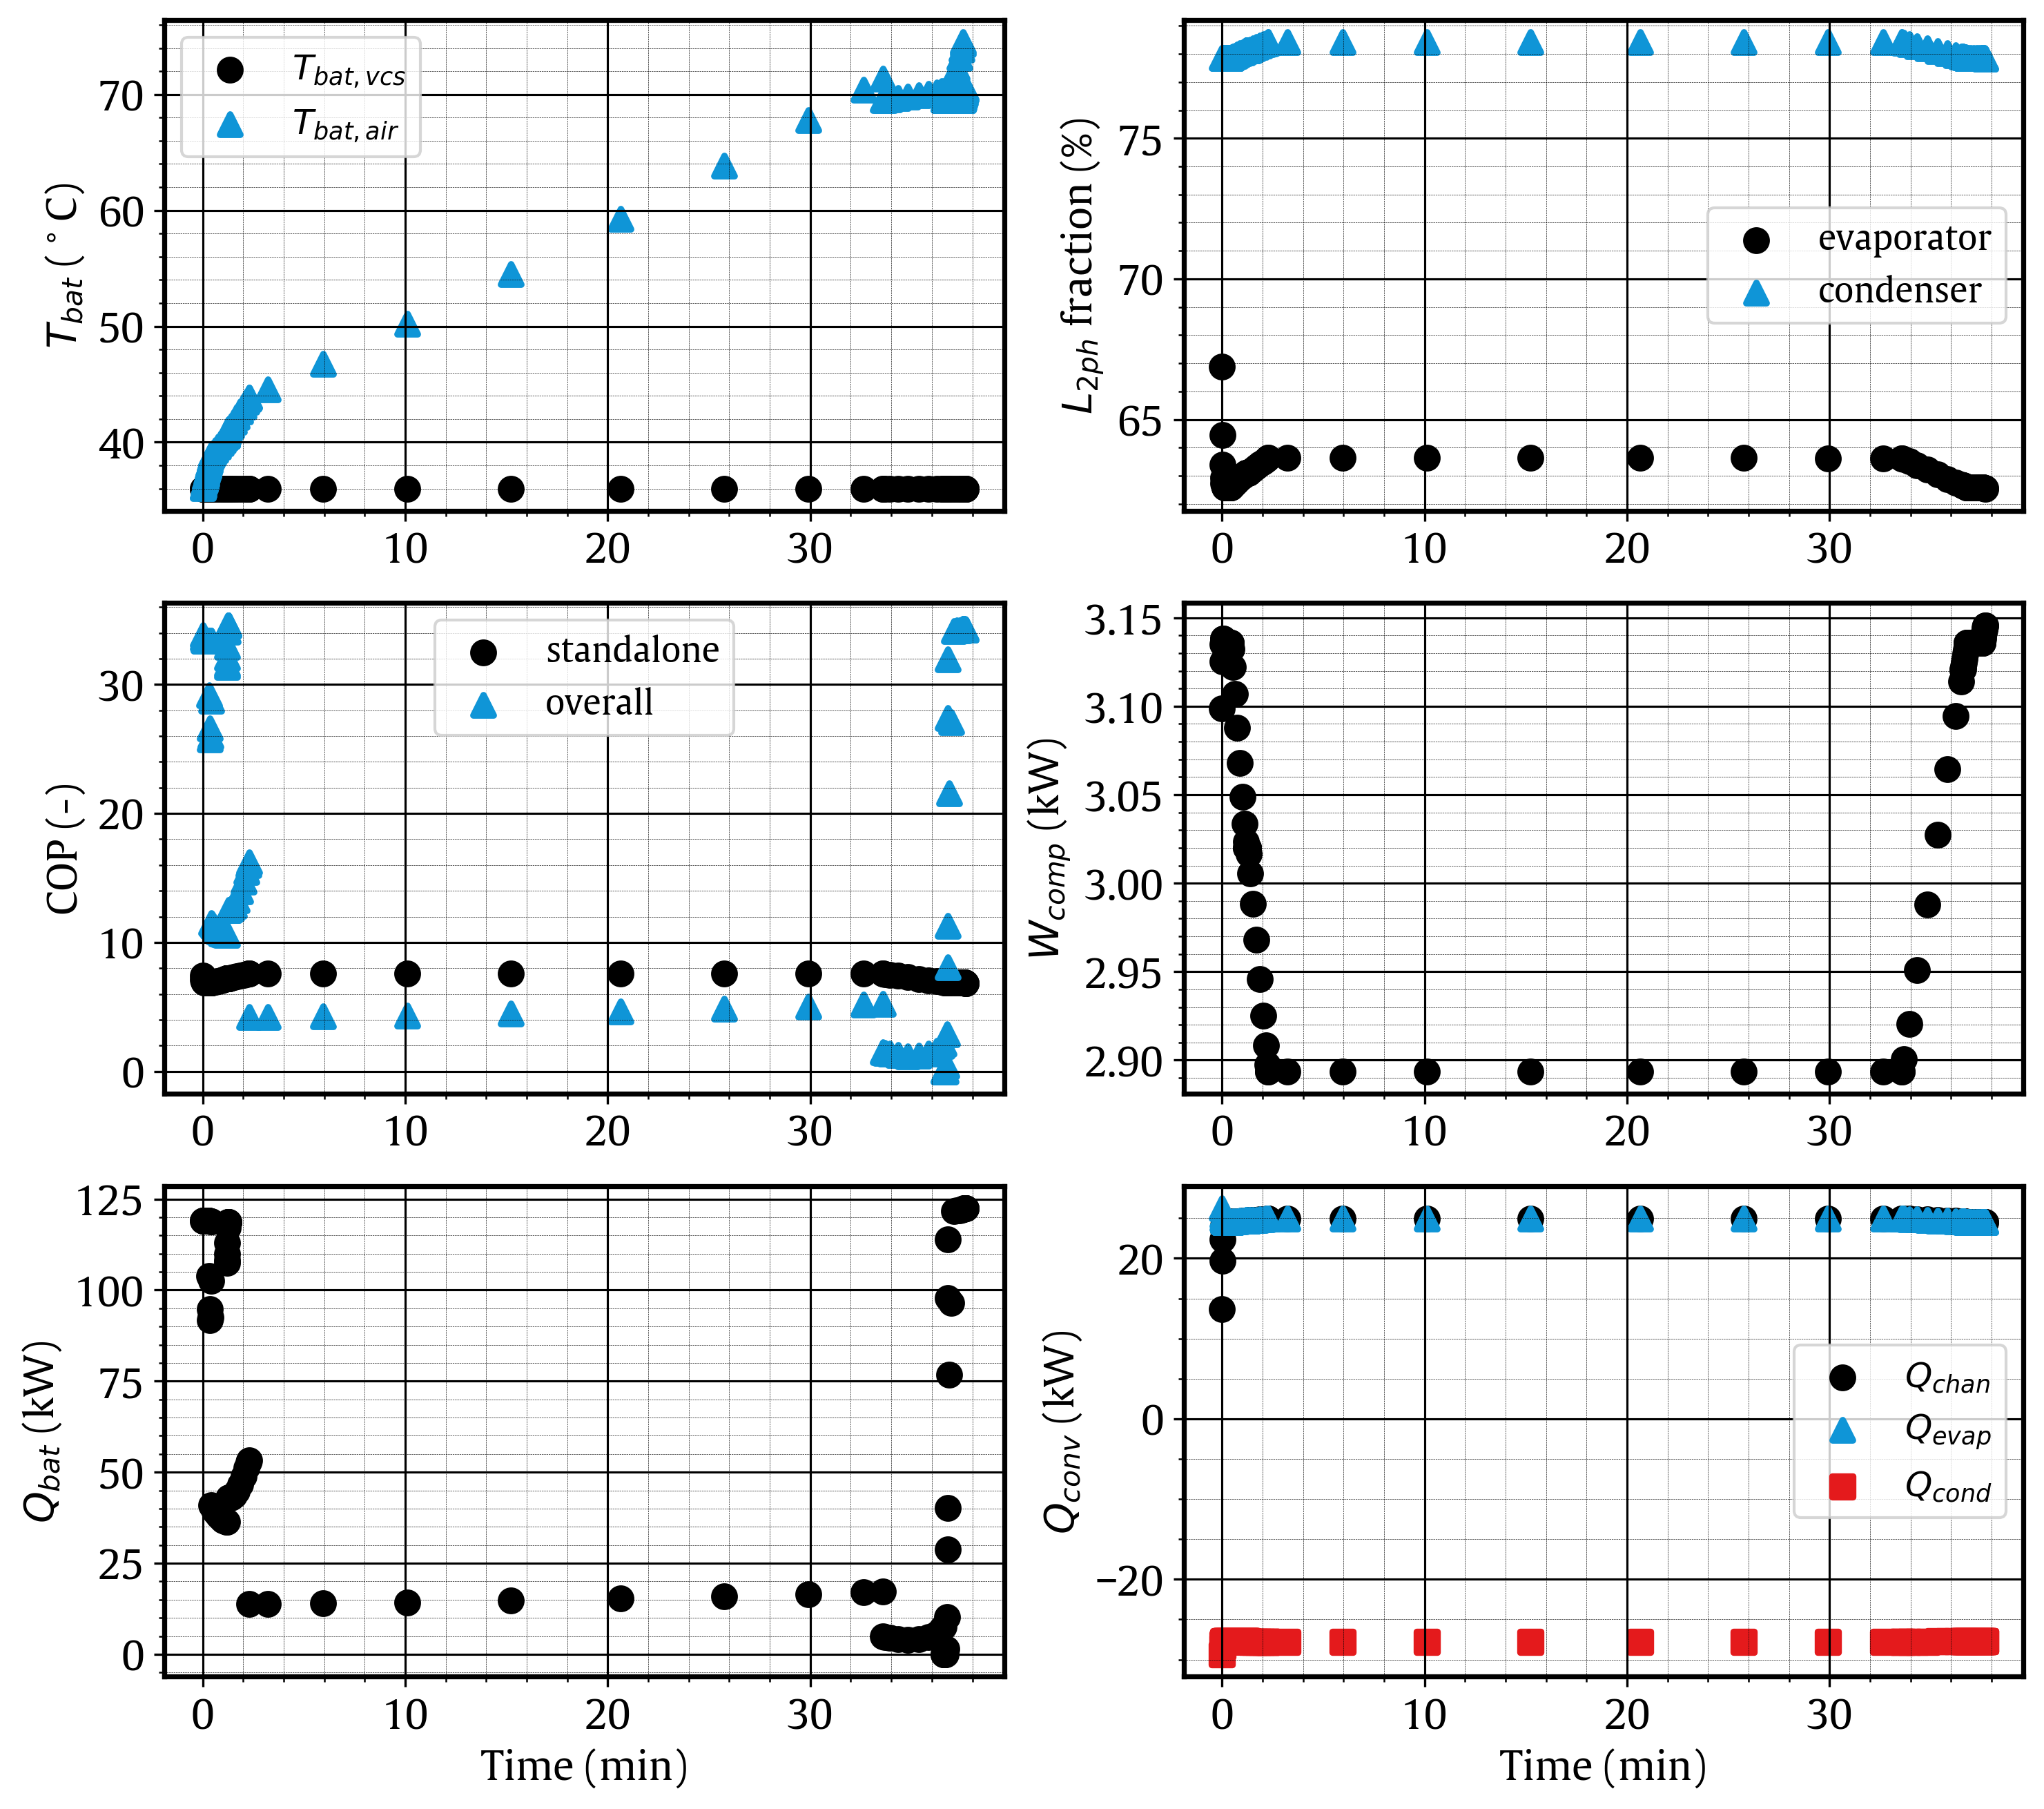 T_bat (°C)
70
60
50
40
T_bat,vcs
T_bat,air
0 10 20 30
L_2ph fraction (%)
75
70
65
evaporator
condenser
0 10 20 30
COP (-)
30
20
10
0
standalone
overall
0 10 20 30
W_comp (kW)
3.15
3.10
3.05
3.00
2.95
2.90
0 10 20 30
Q_bat (kW)
125
100
75
50
25
0
0 10 20 30
Time (min)
Q_conv (kW)
20
0
−20
Q_chan
Q_evap
Q_cond
0 10 20 30
Time (min)